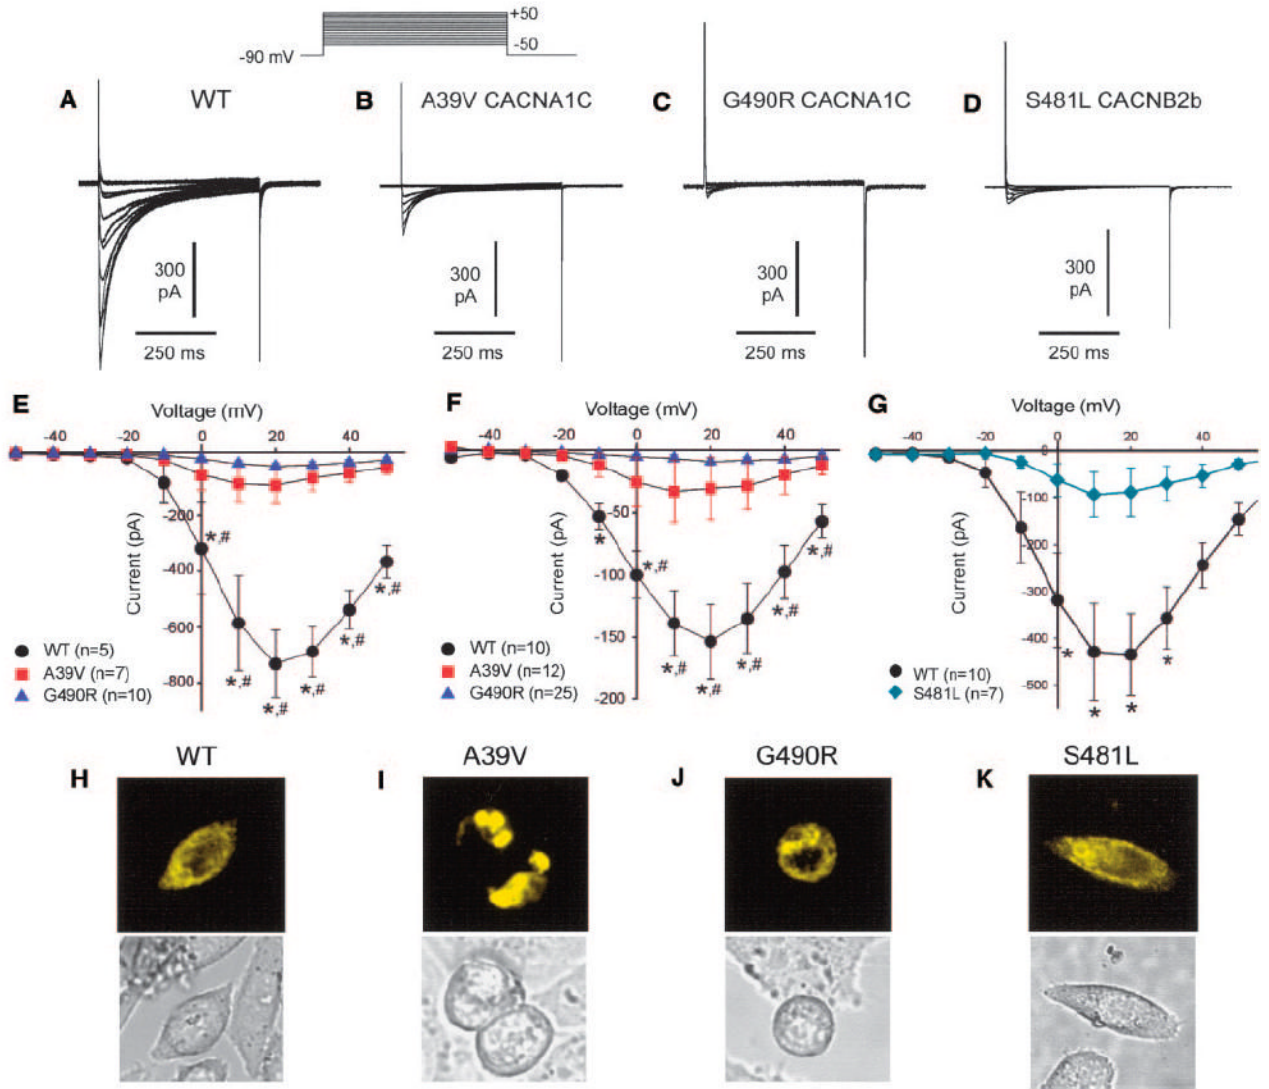 +50
-50
-90 mV
A WT
B A39V CACNA1C
C G490R CACNA1C
D S481L CACNB2b
300 pA
250 ms
300 pA
250 ms
300 pA
250 ms
300 pA
250 ms
E
Voltage (mV)
-40 -20 0 20 40
Current (pA)
-200
-400
-600
-800
*,#
*,#
*,#
*,#
*,#
*,#
WT (n=5)
A39V (n=7)
G490R (n=10)
F
Voltage (mV)
-40 -20 0 20 40
Current (pA)
-50
-100
-150
-200
*
*,#
*,#
*,#
*,#
*,#
*,#
WT (n=10)
A39V (n=12)
G490R (n=25)
G
Voltage (mV)
-40 -20 0 20 40
Current (pA)
-100
-200
-300
-400
-500
*
*
*
*
WT (n=10)
S481L (n=7)
H WT
I A39V
J G490R
K S481L